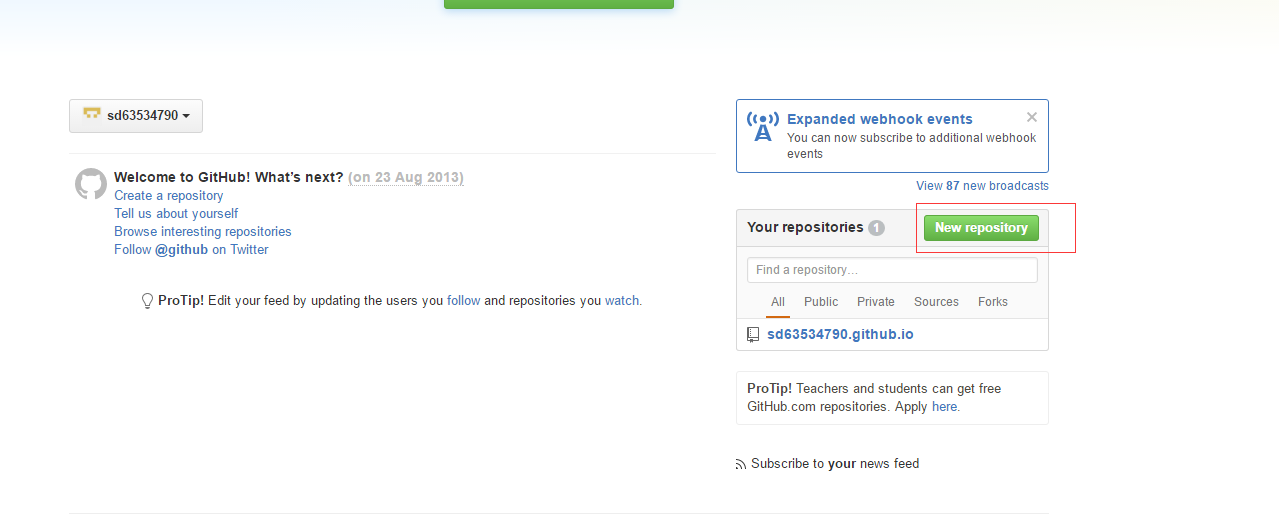 sd63534790
Welcome to GitHub! What's next? (on 23 Aug 2013)
Create a repository
Tell us about yourself
Browse interesting repositories
Follow @github on Twitter
ProTip! Edit your feed by updating the users you follow and repositories you watch.
Expanded webhook events
You can now subscribe to additional webhook
events
View 87 new broadcasts
Your repositories 1 New repository
Find a repository…
All Public Private Sources Forks
sd63534790.github.io
ProTip! Teachers and students can get free
GitHub.com repositories. Apply here.
Subscribe to your news feed